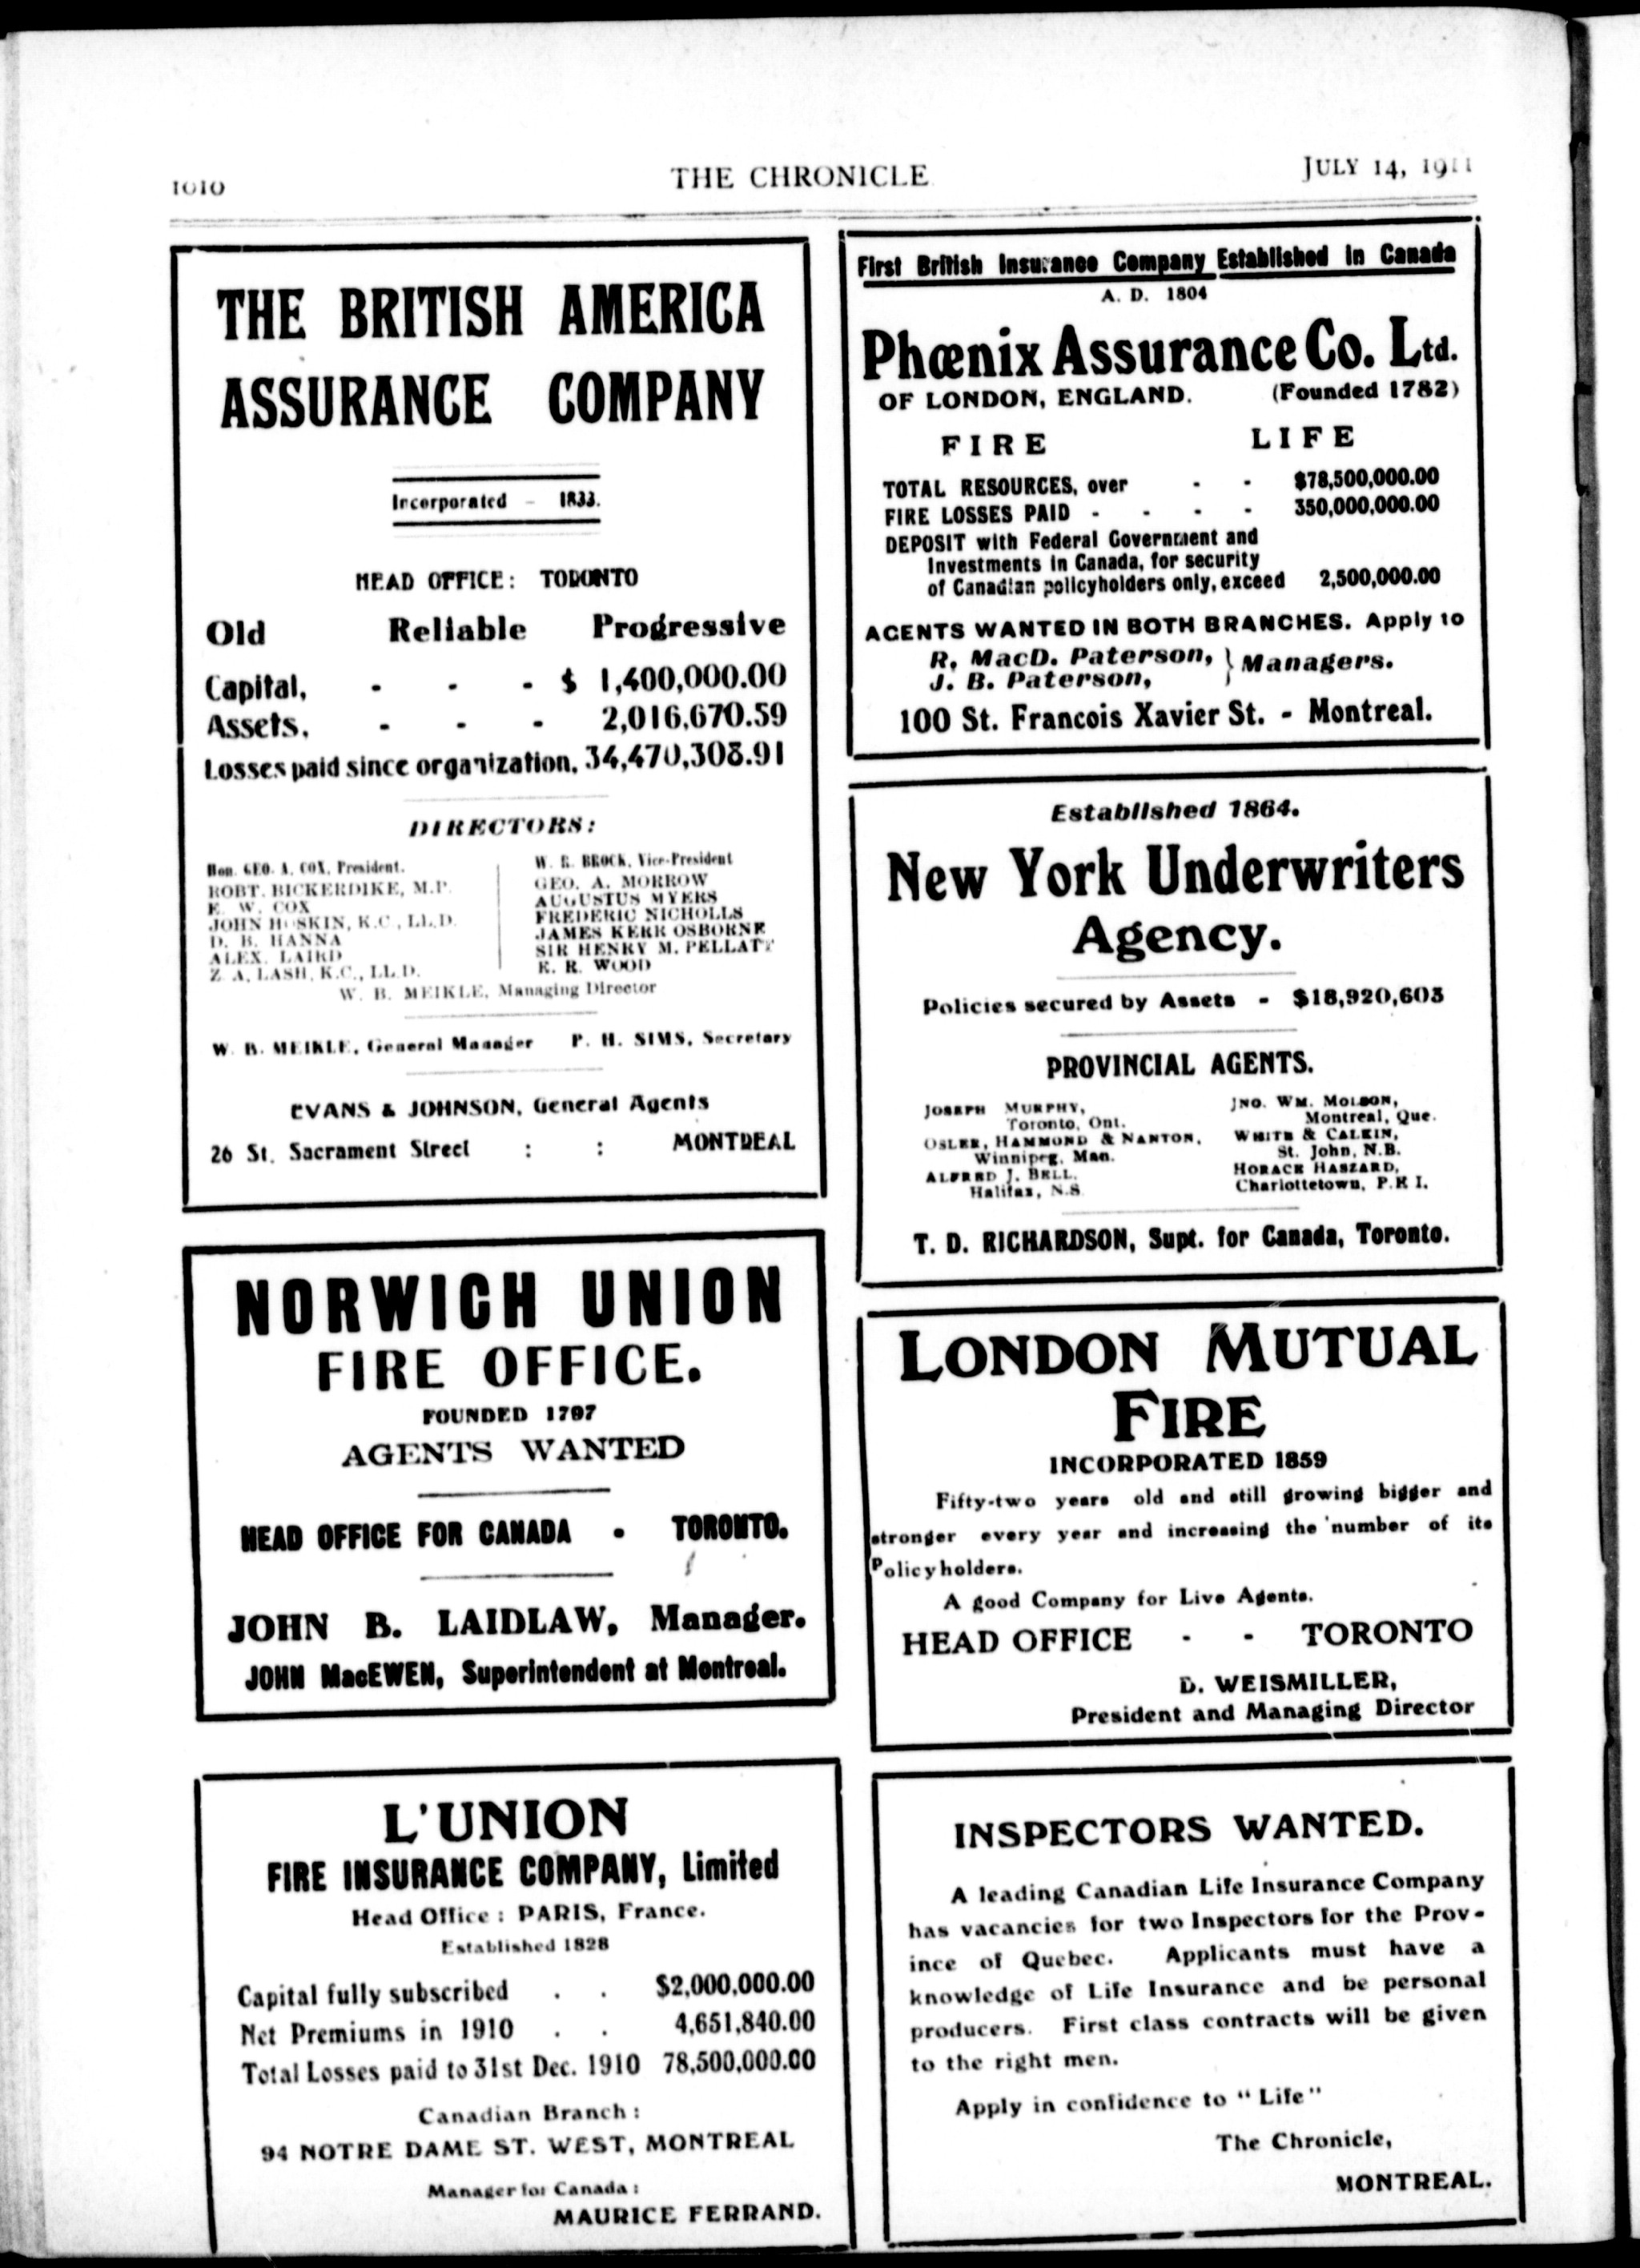 1010
THE CHRONICLE
JULY 14, 1911
THE BRITISH AMERICA
ASSURANCE COMPANY
Incorporated - 1833.
HEAD OFFICE: TORONTO
Old Reliable Progressive
Capital, - - - $ 1,400,000.00
Assets, - - - 2,016,670.59
Losses paid since organization, 34,470,308.91
DIRECTORS:
Hon. GEO. A. COX, President.
ROBT. BICKERDIKE, M.P.
E. W. COX
JOHN HOSKIN, K.C., LL.D.
D. B. HANNA
ALEX. LAIRD
Z. A. LASH, K.C., LL.D.
W. R. BROCK, Vice-President
GEO. A. MORROW
AUGUSTUS MYERS
FREDERIC NICHOLLS
JAMES KERR OSBORNE
SIR HENRY M. PELLATT
E. R. WOOD
W. B. MEIKLE, Managing Director
W. B. MEIKLE, General Manager P. H. SIMS, Secretary
EVANS & JOHNSON, General Agents
26 St. Sacrament Street : : MONTREAL
NORWICH UNION
FIRE OFFICE.
FOUNDED 1797
AGENTS WANTED
HEAD OFFICE FOR CANADA - TORONTO.
JOHN B. LAIDLAW, Manager.
JOHN MacEWEN, Superintendent at Montreal.
L'UNION
FIRE INSURANCE COMPANY, Limited
Head Office : PARIS, France.
Established 1828
Capital fully subscribed . . $2,000,000.00
Net Premiums in 1910 . . 4,651,840.00
Total Losses paid to 31st Dec. 1910 78,500,000.00
Canadian Branch :
94 NOTRE DAME ST. WEST, MONTREAL
Manager for Canada :
MAURICE FERRAND.
First British Insurance Company Established in Canada
A. D. 1804
Phœnix Assurance Co. Ltd.
OF LONDON, ENGLAND. (Founded 1782)
FIRE LIFE
TOTAL RESOURCES, over - - $78,500,000.00
FIRE LOSSES PAID - - - - 350,000,000.00
DEPOSIT with Federal Government and
Investments in Canada, for security
of Canadian policyholders only, exceed 2,500,000.00
AGENTS WANTED IN BOTH BRANCHES. Apply to
R. MacD. Paterson, } Managers.
J. B. Paterson,
100 St. Francois Xavier St. - Montreal.
Established 1864.
New York Underwriters
Agency.
Policies secured by Assets - $18,920,603
PROVINCIAL AGENTS.
JOSEPH MURPHY,
Toronto, Ont.
OSLER, HAMMOND & NANTON,
Winnipeg, Man.
ALFRED J. BELL,
Halifax, N.S.
JNO. WM. MOLSON,
Montreal, Que.
WHITE & CALKIN,
St. John, N.B.
HORACE HASZARD,
Charlottetown, P.E.I.
T. D. RICHARDSON, Supt. for Canada, Toronto.
LONDON MUTUAL
FIRE
INCORPORATED 1859
Fifty-two years old and still growing bigger and
stronger every year and increasing the number of its
Policyholders.
A good Company for Live Agents.
HEAD OFFICE - - TORONTO
D. WEISMILLER,
President and Managing Director
INSPECTORS WANTED.
A leading Canadian Life Insurance Company
has vacancies for two Inspectors for the Prov-
ince of Quebec. Applicants must have a
knowledge of Life Insurance and be personal
producers. First class contracts will be given
to the right men.
Apply in confidence to "Life"
The Chronicle,
MONTREAL.